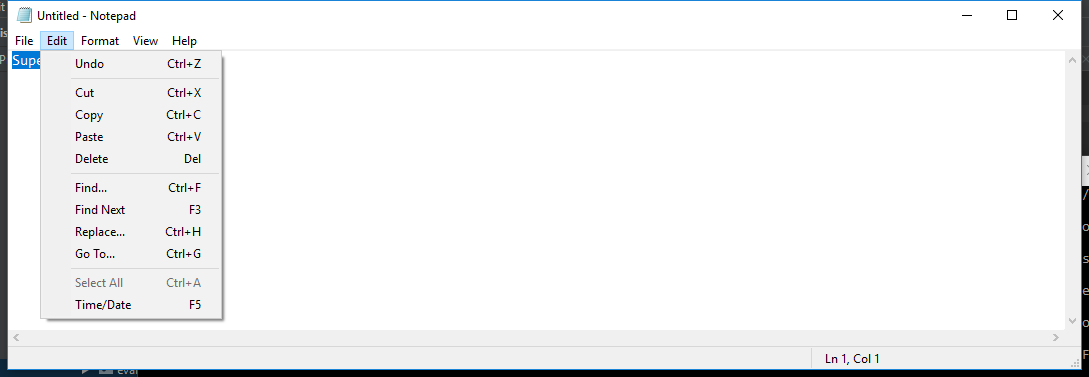 Untitled - Notepad
File Edit Format View Help
Supe
Undo Ctrl+Z
Cut Ctrl+X
Copy Ctrl+C
Paste Ctrl+V
Delete Del
Find... Ctrl+F
Find Next F3
Replace... Ctrl+H
Go To... Ctrl+G
Select All Ctrl+A
Time/Date F5
Ln 1, Col 1
eval